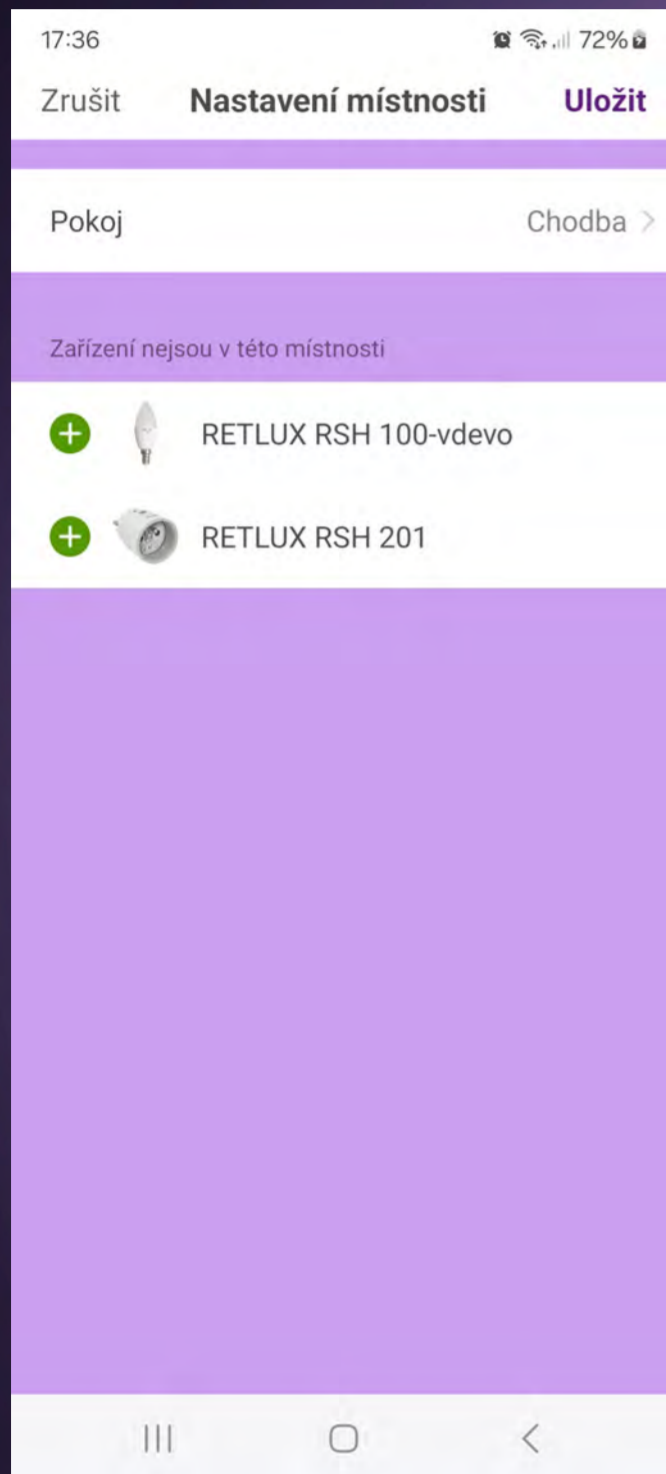 17:36
72%
Zrušit Nastavení místnosti Uložit
Pokoj Chodba
Zařízení nejsou v této místnosti
RETLUX RSH 100-vdevo
RETLUX RSH 201